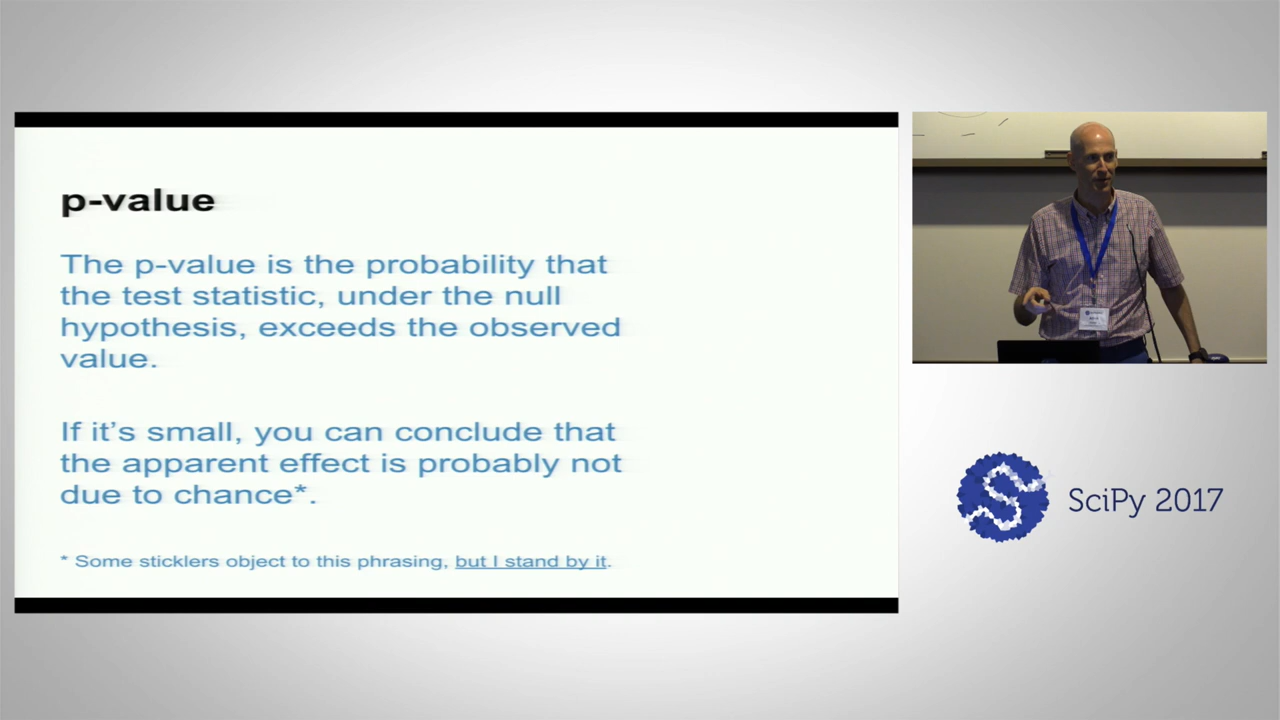 p-value
The p-value is the probability that
the test statistic, under the null
hypothesis, exceeds the observed
value.
If it's small, you can conclude that
the apparent effect is probably not
due to chance*.
* Some sticklers object to this phrasing, but I stand by it.
SciPy 2017